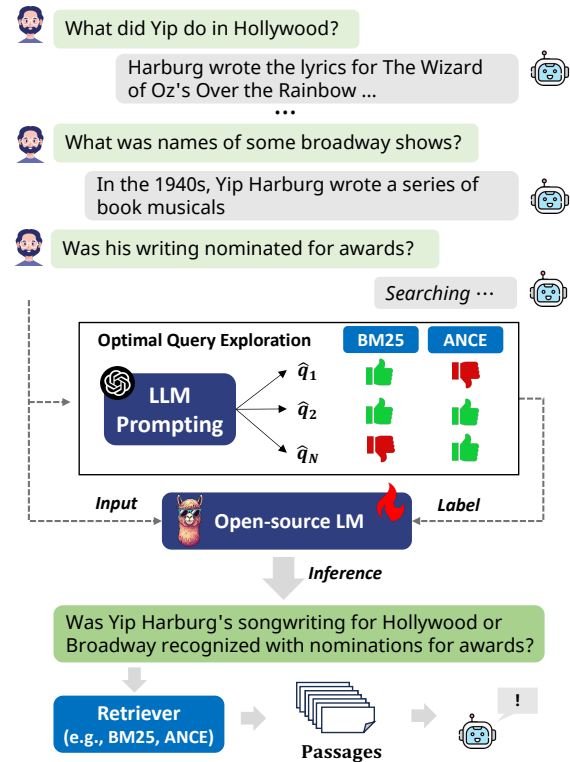 What did Yip do in Hollywood?
Harburg wrote the lyrics for The Wizard
of Oz's Over the Rainbow ...
...
What was names of some broadway shows?
In the 1940s, Yip Harburg wrote a series of
book musicals
Was his writing nominated for awards?
Searching ...
Optimal Query Exploration
BM25
ANCE
LLM
Prompting
q̂1
q̂2
q̂N
Input
Open-source LM
Label
Inference
Was Yip Harburg's songwriting for Hollywood or
Broadway recognized with nominations for awards?
Retriever
(e.g., BM25, ANCE)
Passages
!